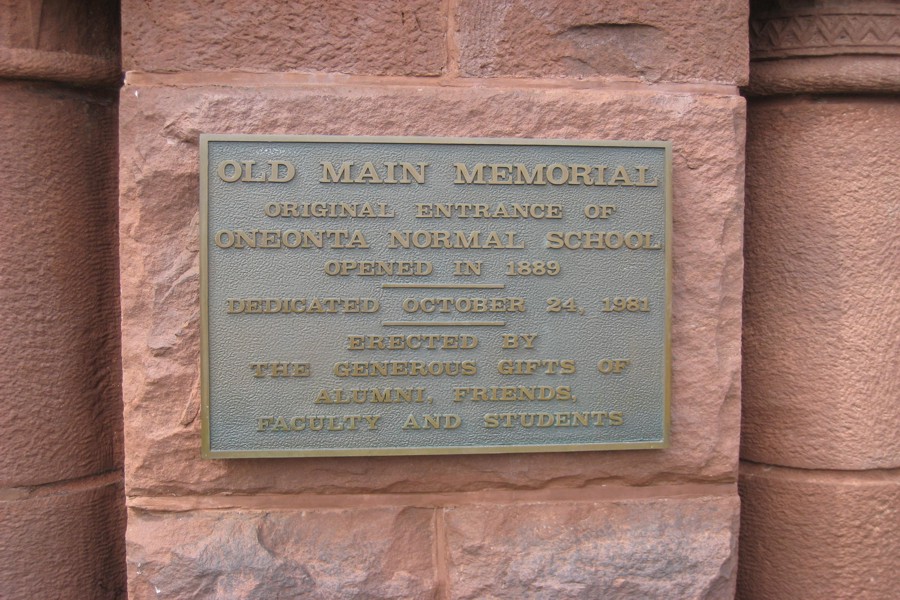 OLD MAIN MEMORIAL
ORIGINAL ENTRANCE OF
ONEONTA NORMAL SCHOOL
OPENED IN 1889
DEDICATED OCTOBER 24, 1981
ERECTED BY
THE GENEROUS GIFTS OF
ALUMNI, FRIENDS,
FACULTY AND STUDENTS